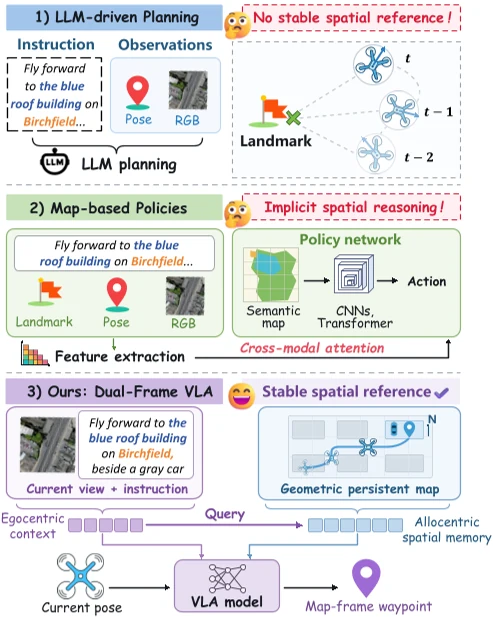 1) LLM-driven Planning
No stable spatial reference!
Instruction
Observations
Fly forward
to the blue
roof building on
Birchfield...
Pose
RGB
LLM
LLM planning
Landmark
t
t − 1
t − 2
2) Map-based Policies
Implicit spatial reasoning!
Fly forward to the blue
roof building on Birchfield...
Landmark
Pose
RGB
Policy network
Semantic
map
CNNs,
Transformer
Action
Feature extraction
Cross-modal attention
3) Ours: Dual-Frame VLA
Stable spatial reference
Fly forward to the
blue roof building
on Birchfield,
beside a gray car
Current view + instruction
N
Geometric persistent map
Egocentric
context
Query
Allocentric
spatial memory
Current pose
VLA model
Map-frame waypoint